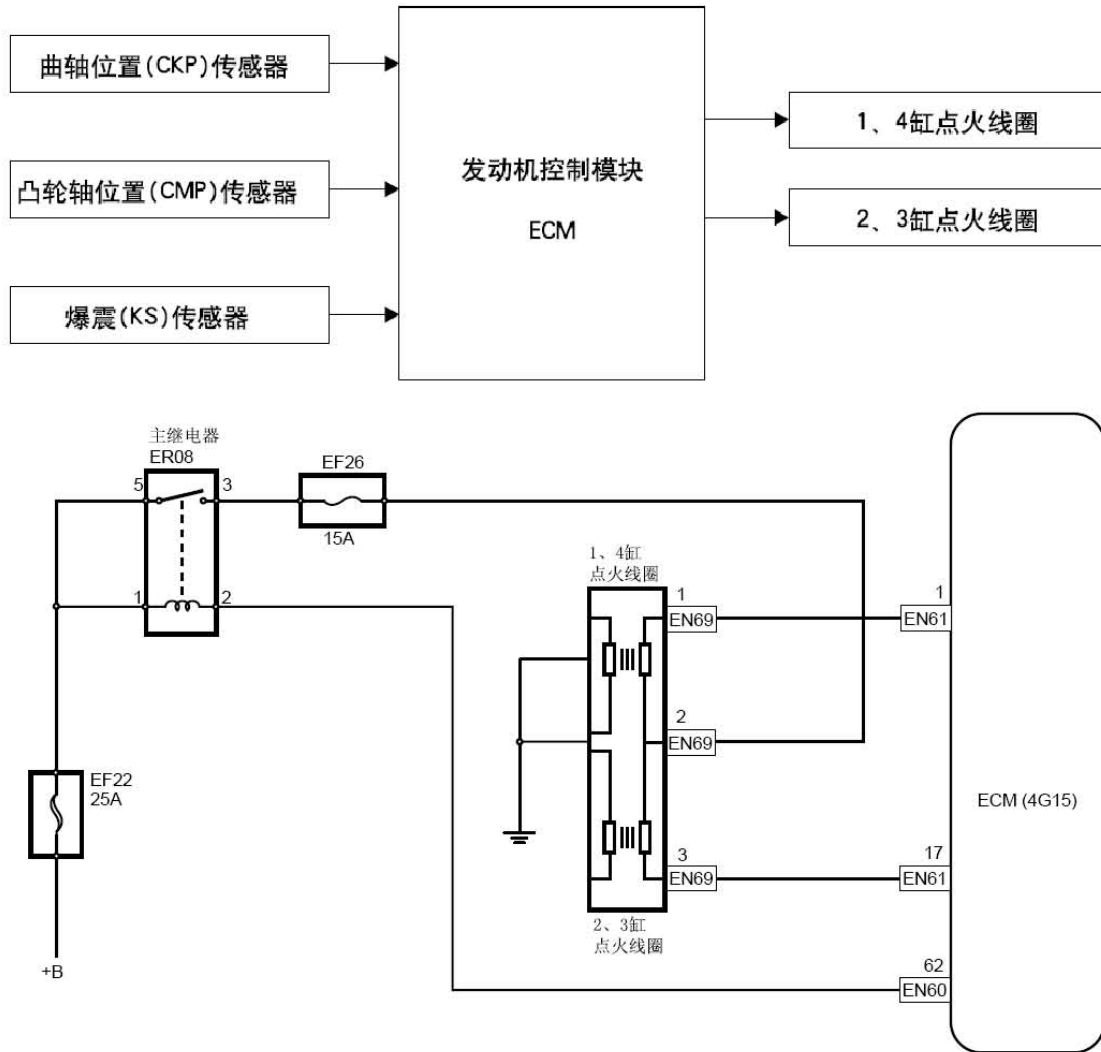 曲轴位置(CKP)传感器
凸轮轴位置(CMP)传感器
爆震(KS)传感器
发动机控制模块
ECM
1、4缸点火线圈
2、3缸点火线圈
主继电器
ER08
5
3
1
2
EF26
15A
EF22
25A
+B
1、4缸
点火线圈
1
EN69
2
EN69
3
EN69
2、3缸
点火线圈
1
EN61
17
EN61
62
EN60
ECM (4G15)